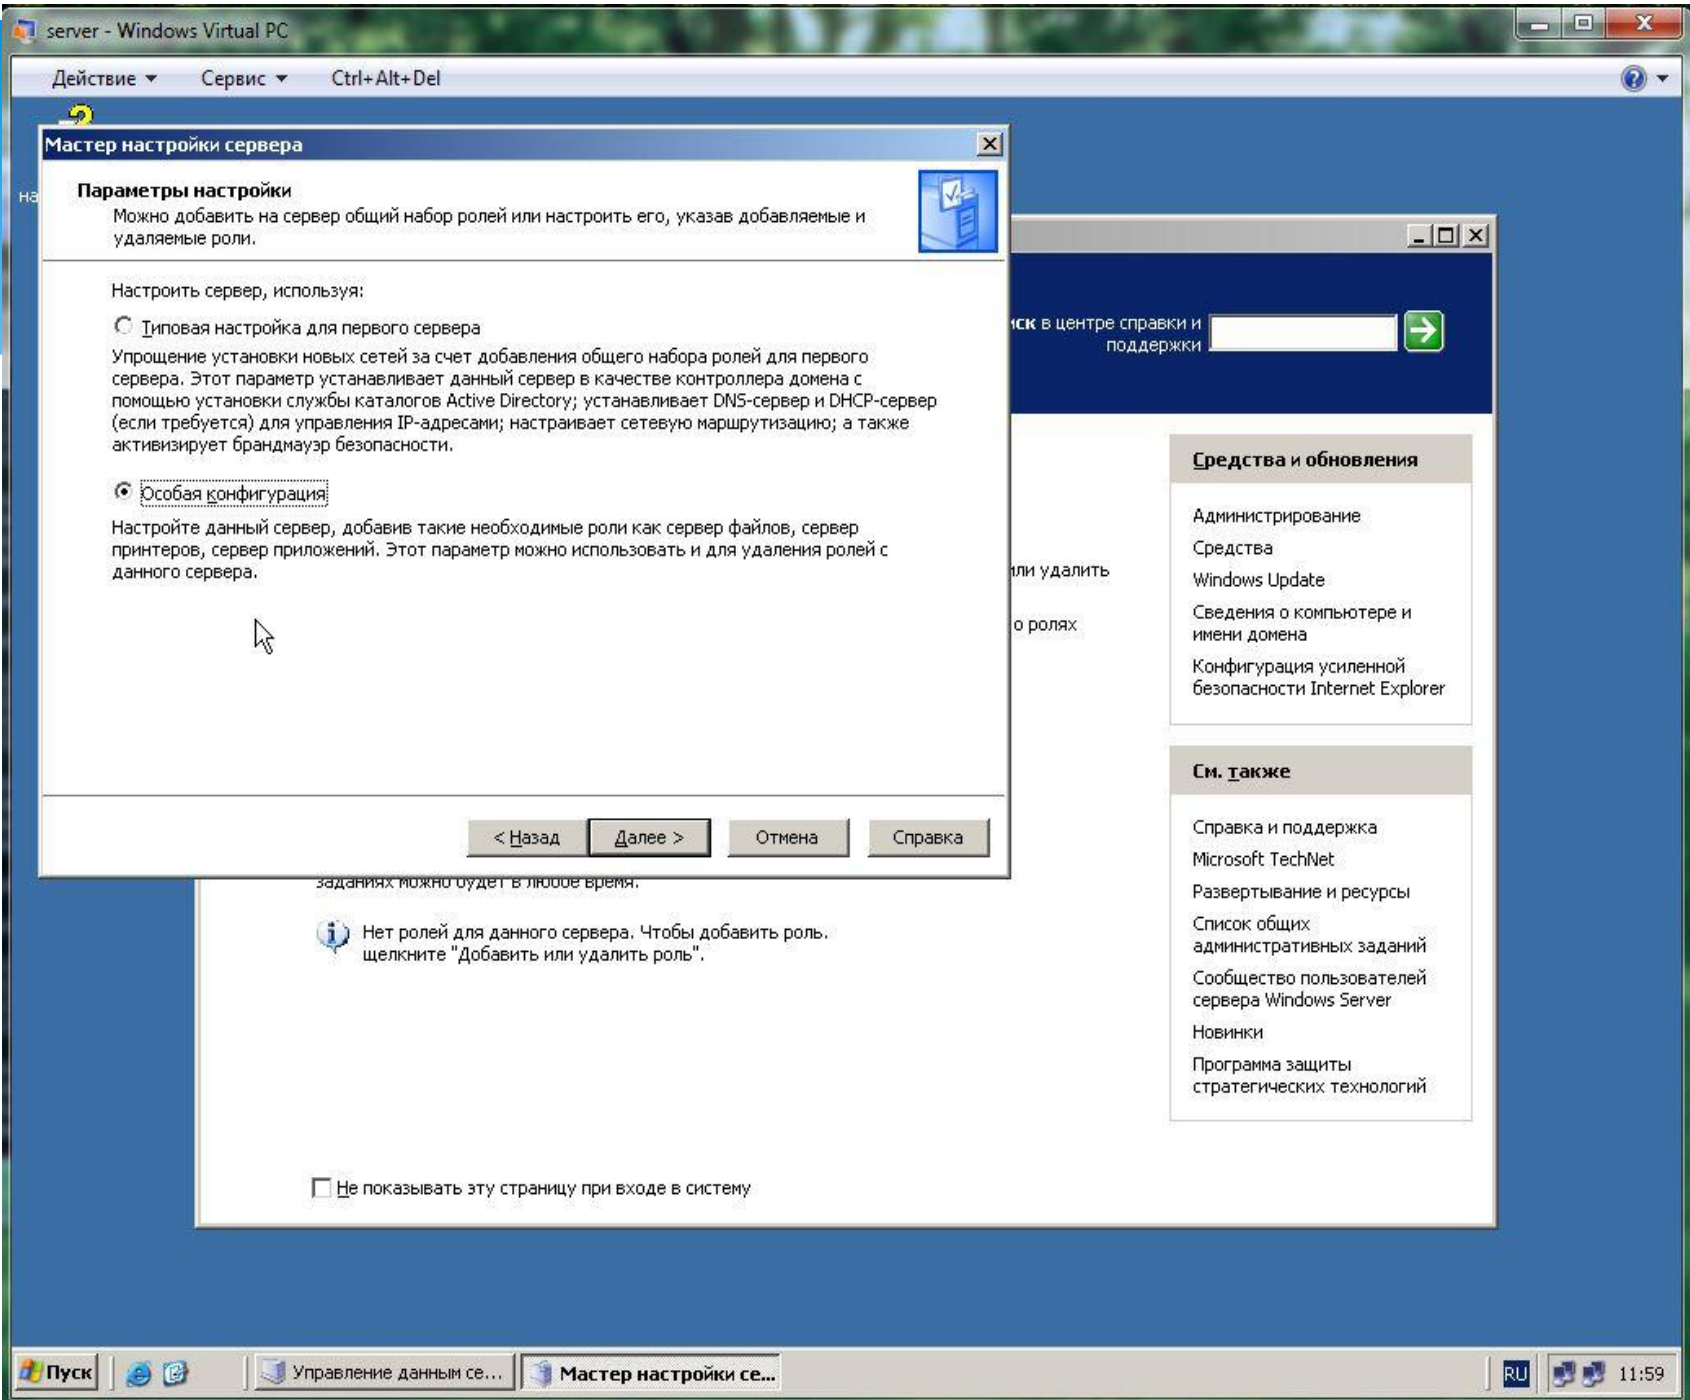 server - Windows Virtual PC
Действие
Сервис
Ctrl+Alt+Del
Мастер настройки сервера
Параметры настройки
Можно добавить на сервер общий набор ролей или настроить его, указав добавляемые и
удаляемые роли.
Настроить сервер, используя:
Типовая настройка для первого сервера
Упрощение установки новых сетей за счет добавления общего набора ролей для первого
сервера. Этот параметр устанавливает данный сервер в качестве контроллера домена с
помощью установки службы каталогов Active Directory; устанавливает DNS-сервер и DHCP-сервер
(если требуется) для управления IP-адресами; настраивает сетевую маршрутизацию; а также
активизирует брандмауэр безопасности.
Особая конфигурация
Настройте данный сервер, добавив такие необходимые роли как сервер файлов, сервер
принтеров, сервер приложений. Этот параметр можно использовать и для удаления ролей с
данного сервера.
< Назад
Далее >
Отмена
Справка
на
иск в центре справки и
поддержки
или удалить
о ролях
заданиях можно будет в любое время.
Нет ролей для данного сервера. Чтобы добавить роль.
щелкните "Добавить или удалить роль".
Не показывать эту страницу при входе в систему
Средства и обновления
Администрирование
Средства
Windows Update
Сведения о компьютере и
имени домена
Конфигурация усиленной
безопасности Internet Explorer
См. также
Справка и поддержка
Microsoft TechNet
Развертывание и ресурсы
Список общих
административных заданий
Сообщество пользователей
сервера Windows Server
Новинки
Программа защиты
стратегических технологий
Пуск
Управление данным се...
Мастер настройки се...
RU
11:59